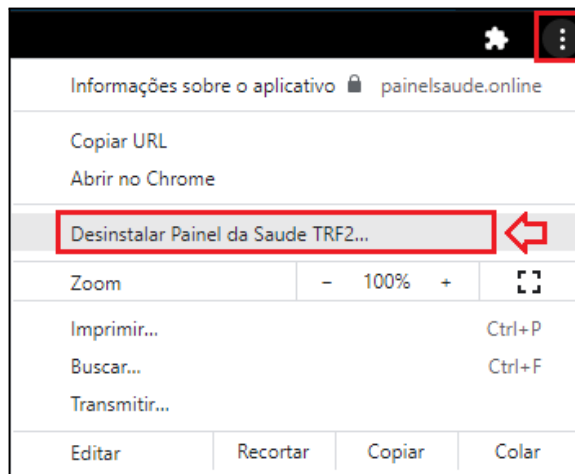 Informações sobre o aplicativo painelsaude.online
Copiar URL
Abrir no Chrome
Desinstalar Painel da Saude TRF2...
Zoom - 100% +
Imprimir... Ctrl+P
Buscar... Ctrl+F
Transmitir...
Editar Recortar Copiar Colar